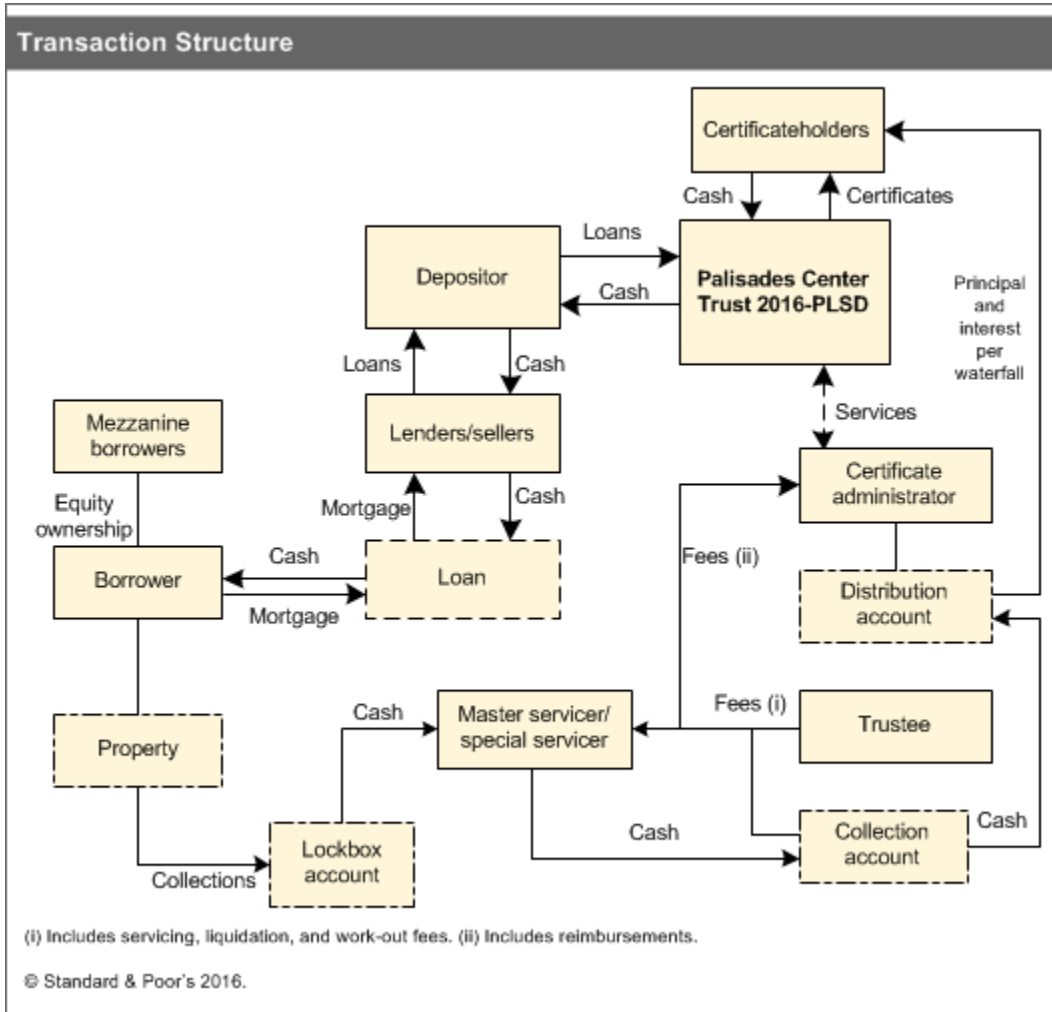 Transaction Structure
Certificateholders
Cash
Certificates
Depositor
Loans
Cash
Palisades Center
Trust 2016-PLSD
Principal
and
interest
per
waterfall
Loans
Cash
Services
Mezzanine
borrowers
Lenders/sellers
Certificate
administrator
Equity
ownership
Mortgage
Cash
Fees (ii)
Borrower
Cash
Mortgage
Loan
Distribution
account
Property
Cash
Master servicer/
special servicer
Fees (i)
Trustee
Collections
Lockbox
account
Cash
Collection
account
Cash
(i) Includes servicing, liquidation, and work-out fees. (ii) Includes reimbursements.
© Standard & Poor's 2016.